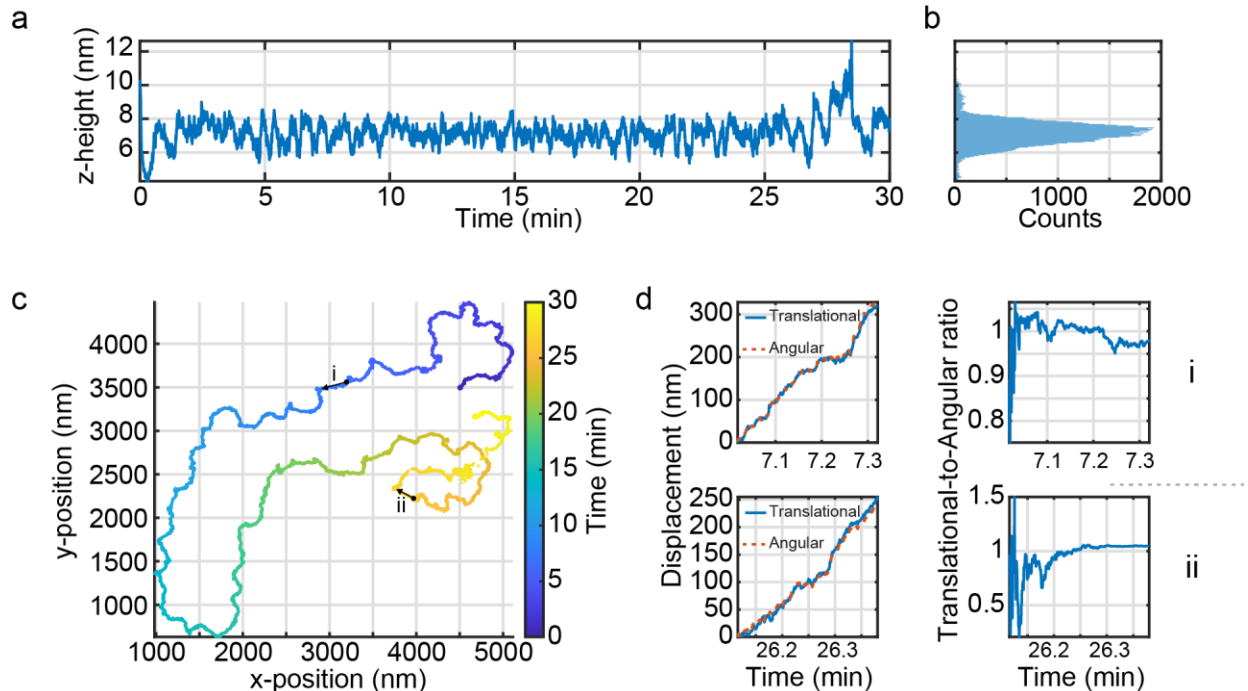 a
12
10
8
6
z-height (nm)
0 5 10 15 20 25 30
Time (min)
b
0 1000 2000
Counts
c
4000
3500
3000
2500
2000
1500
1000
y-position (nm)
1000 2000 3000 4000 5000
x-position (nm)
i
ii
30
25
20
15
10
5
0
Time (min)
d
300
200
100
0
Translational
Angular
7.1 7.2 7.3
Displacement (nm)
250
200
150
100
50
0
Translational
Angular
26.2 26.3
Time (min)
Translational-to-Angular ratio
1
0.9
0.8
7.1 7.2 7.3
i
1.5
1
0.5
26.2 26.3
Time (min)
ii